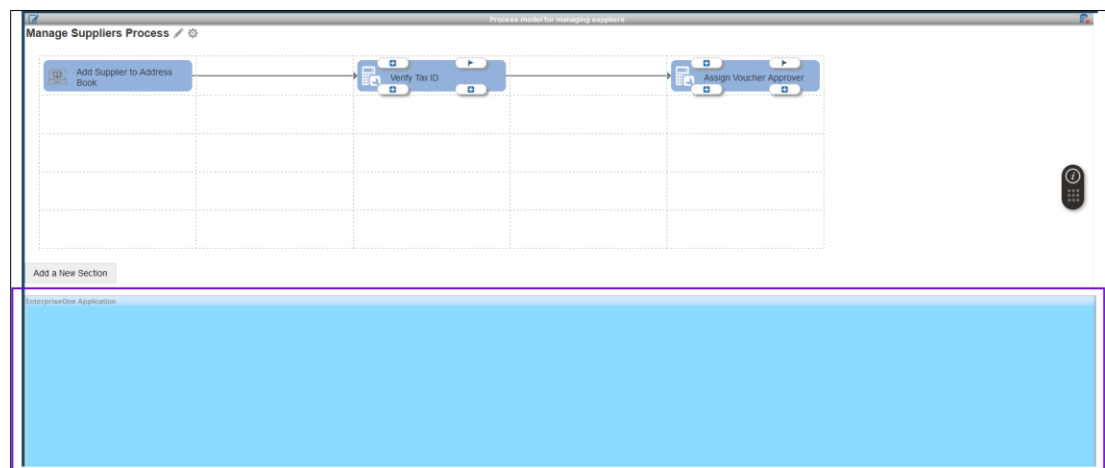 Process model for managing suppliers
Manage Suppliers Process
Add Supplier to Address
Book
Verify Tax ID
Assign Voucher Approver
Add a New Section
EnterpriseOne Application